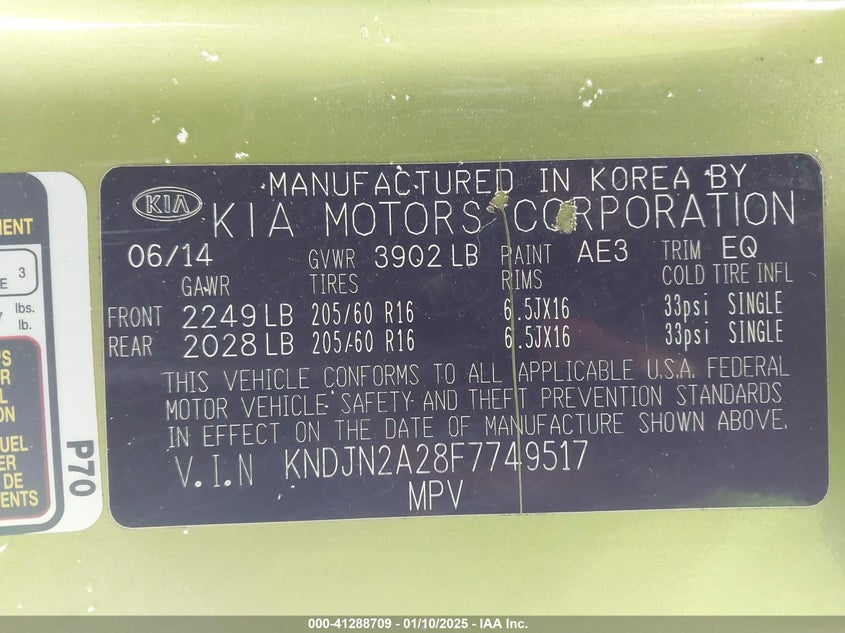 MANUFACTURED IN KOREA BY
KIA KIA MOTORS CORPORATION
06/14 GVWR 3902 LB PAINT AE3 TRIM EQ
GAWR TIRES RIMS COLD TIRE INFL
FRONT 2249 LB 205/60 R16 6.5JX16 33psi SINGLE
REAR 2028 LB 205/60 R16 6.5JX16 33psi SINGLE
THIS VEHICLE CONFORMS TO ALL APPLICABLE U.S.A. FEDERAL
MOTOR VEHICLE SAFETY AND THEFT PREVENTION STANDARDS
IN EFFECT ON THE DATE OF MANUFACTURE SHOWN ABOVE.
V.I.N KNDJN2A28F7749517
MPV
3
lbs.
lb.
P70
000-41288709 - 01/10/2025 - IAA Inc.